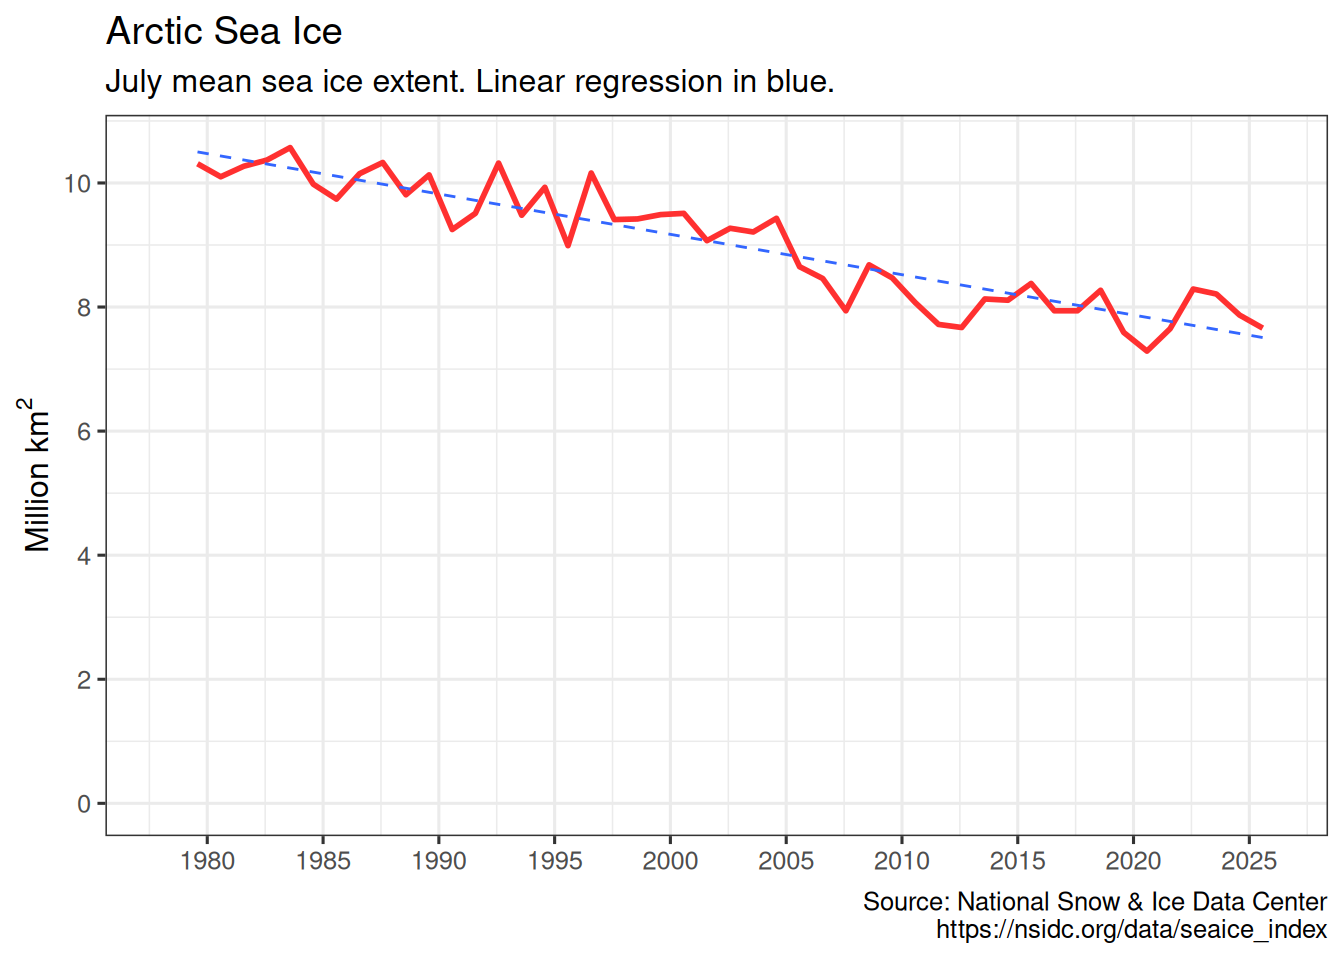 Arctic Sea Ice
July mean sea ice extent. Linear regression in blue.
Million km²
10
8
6
4
2
0
1980 1985 1990 1995 2000 2005 2010 2015 2020 2025
Source: National Snow & Ice Data Center
https://nsidc.org/data/seaice_index